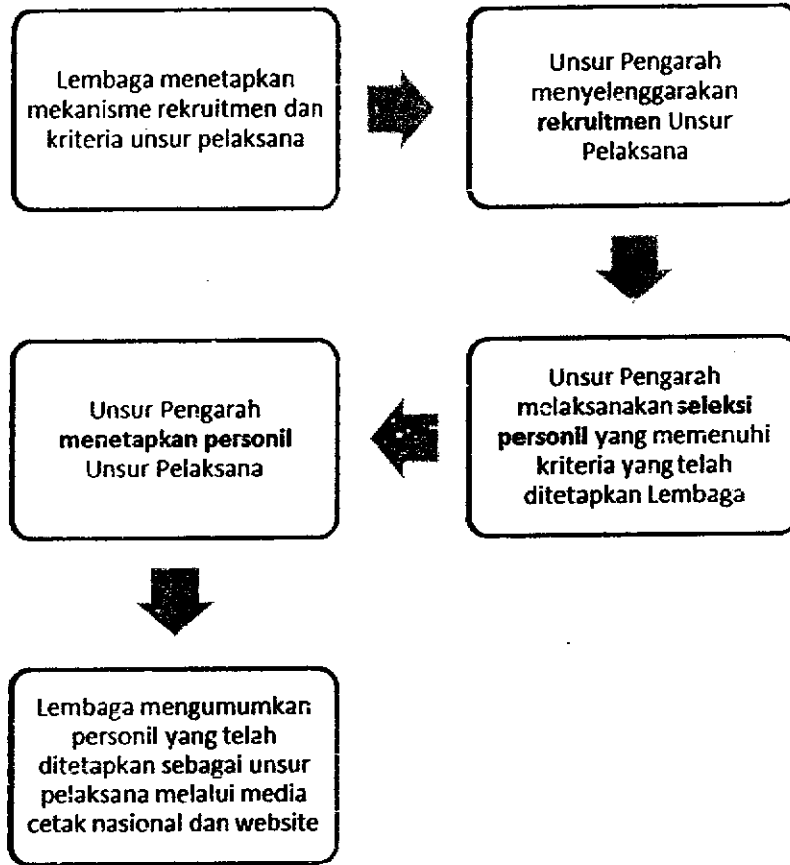 Lembaga menetapkan
mekanisme rekruitmen dan
kriteria unsur pelaksana
Unsur Pengarah
menyelenggarakan
rekruitmen Unsur
Pelaksana
Unsur Pengarah
melaksanakan seleksi
personil yang memenuhi
kriteria yang telah
ditetapkan Lembaga
Unsur Pengarah
menetapkan personil
Unsur Pelaksana
Lembaga mengumumkan
personil yang telah
ditetapkan sebagai unsur
pelaksana melalui media
cetak nasional dan website